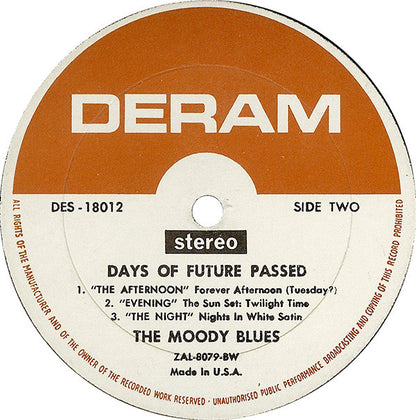 DERAM
DES -18012
SIDE TWO
stereo
DAYS OF FUTURE PASSED
1. "THE AFTERNOON" Forever Afternoon (Tuesday?)
2. "EVENING" The Sun Set: Twilight Time
3. "THE NIGHT" Nights In White Satin
THE MOODY BLUES
ZAL-8079-BW
Made In U.S.A.
ALL RIGHTS OF THE MANUFACTURER AND OF THE OWNER OF THE RECORDED WORK RESERVED - UNAUTHORISED PUBLIC PERFORMANCE BROADCASTING AND COPYING OF THIS RECORD PROHIBITED